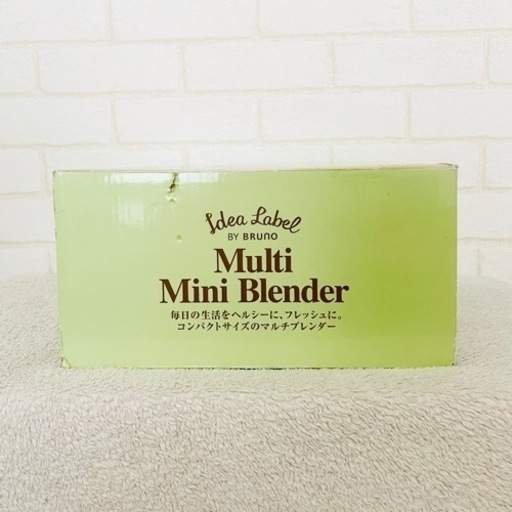 Idea Label
BY BRUNO
Multi
Mini Blender
毎日の生活をヘルシーに、フレッシュに。
コンパクトサイズのマルチブレンダー